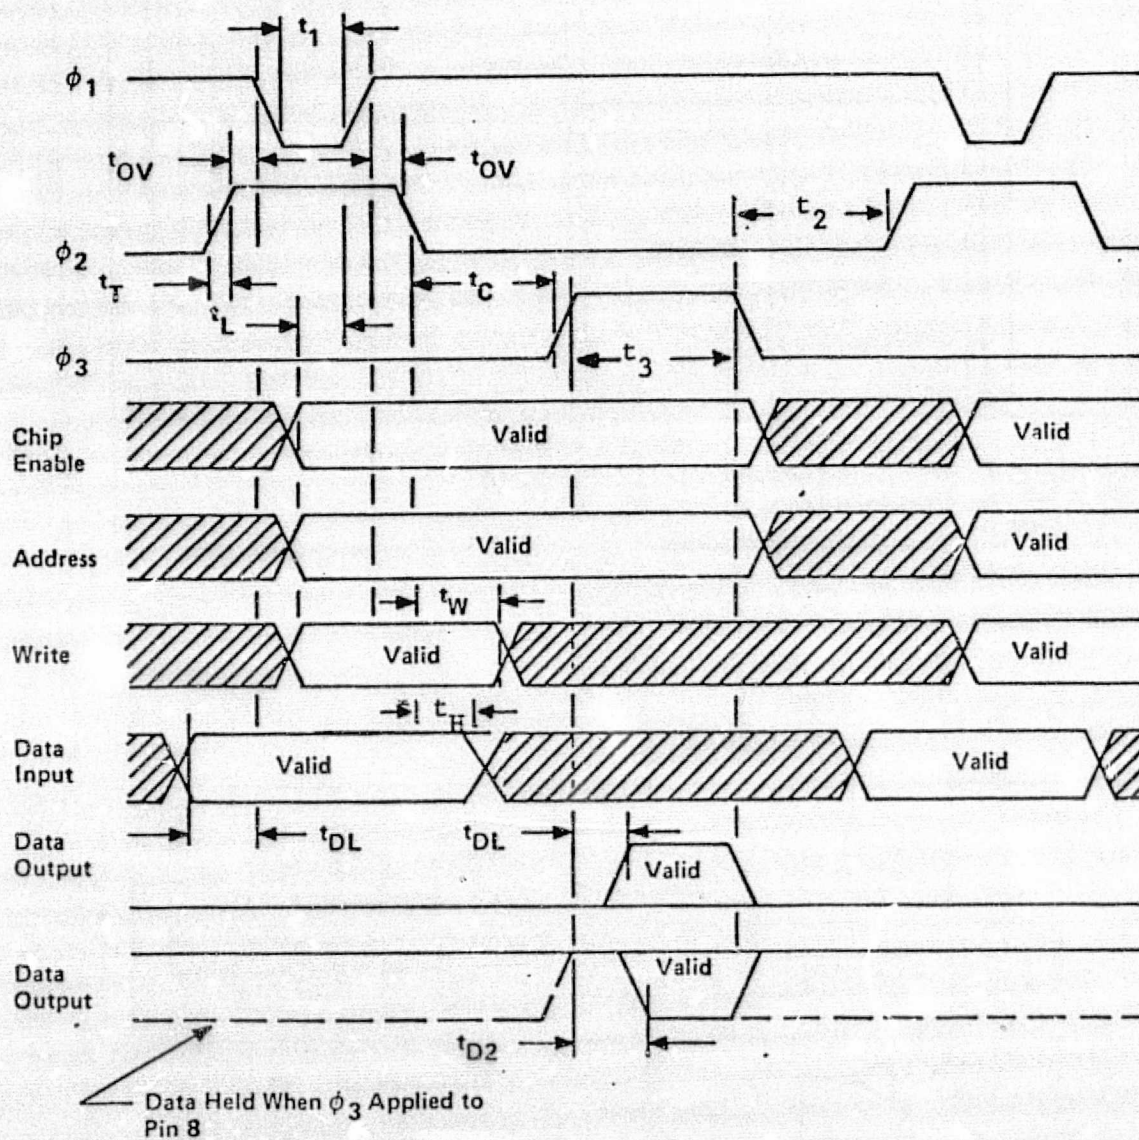 t1
ϕ1
tOV
tOV
t2
ϕ2
tT
tC
tL
ϕ3
t3
Chip
Enable
Valid
Valid
Address
Valid
Valid
tW
Write
Valid
Valid
tH
Data
Input
Valid
Valid
tDL
tDL
Data
Output
Valid
Data
Output
Valid
tD2
Data Held When ϕ3 Applied to
Pin 8